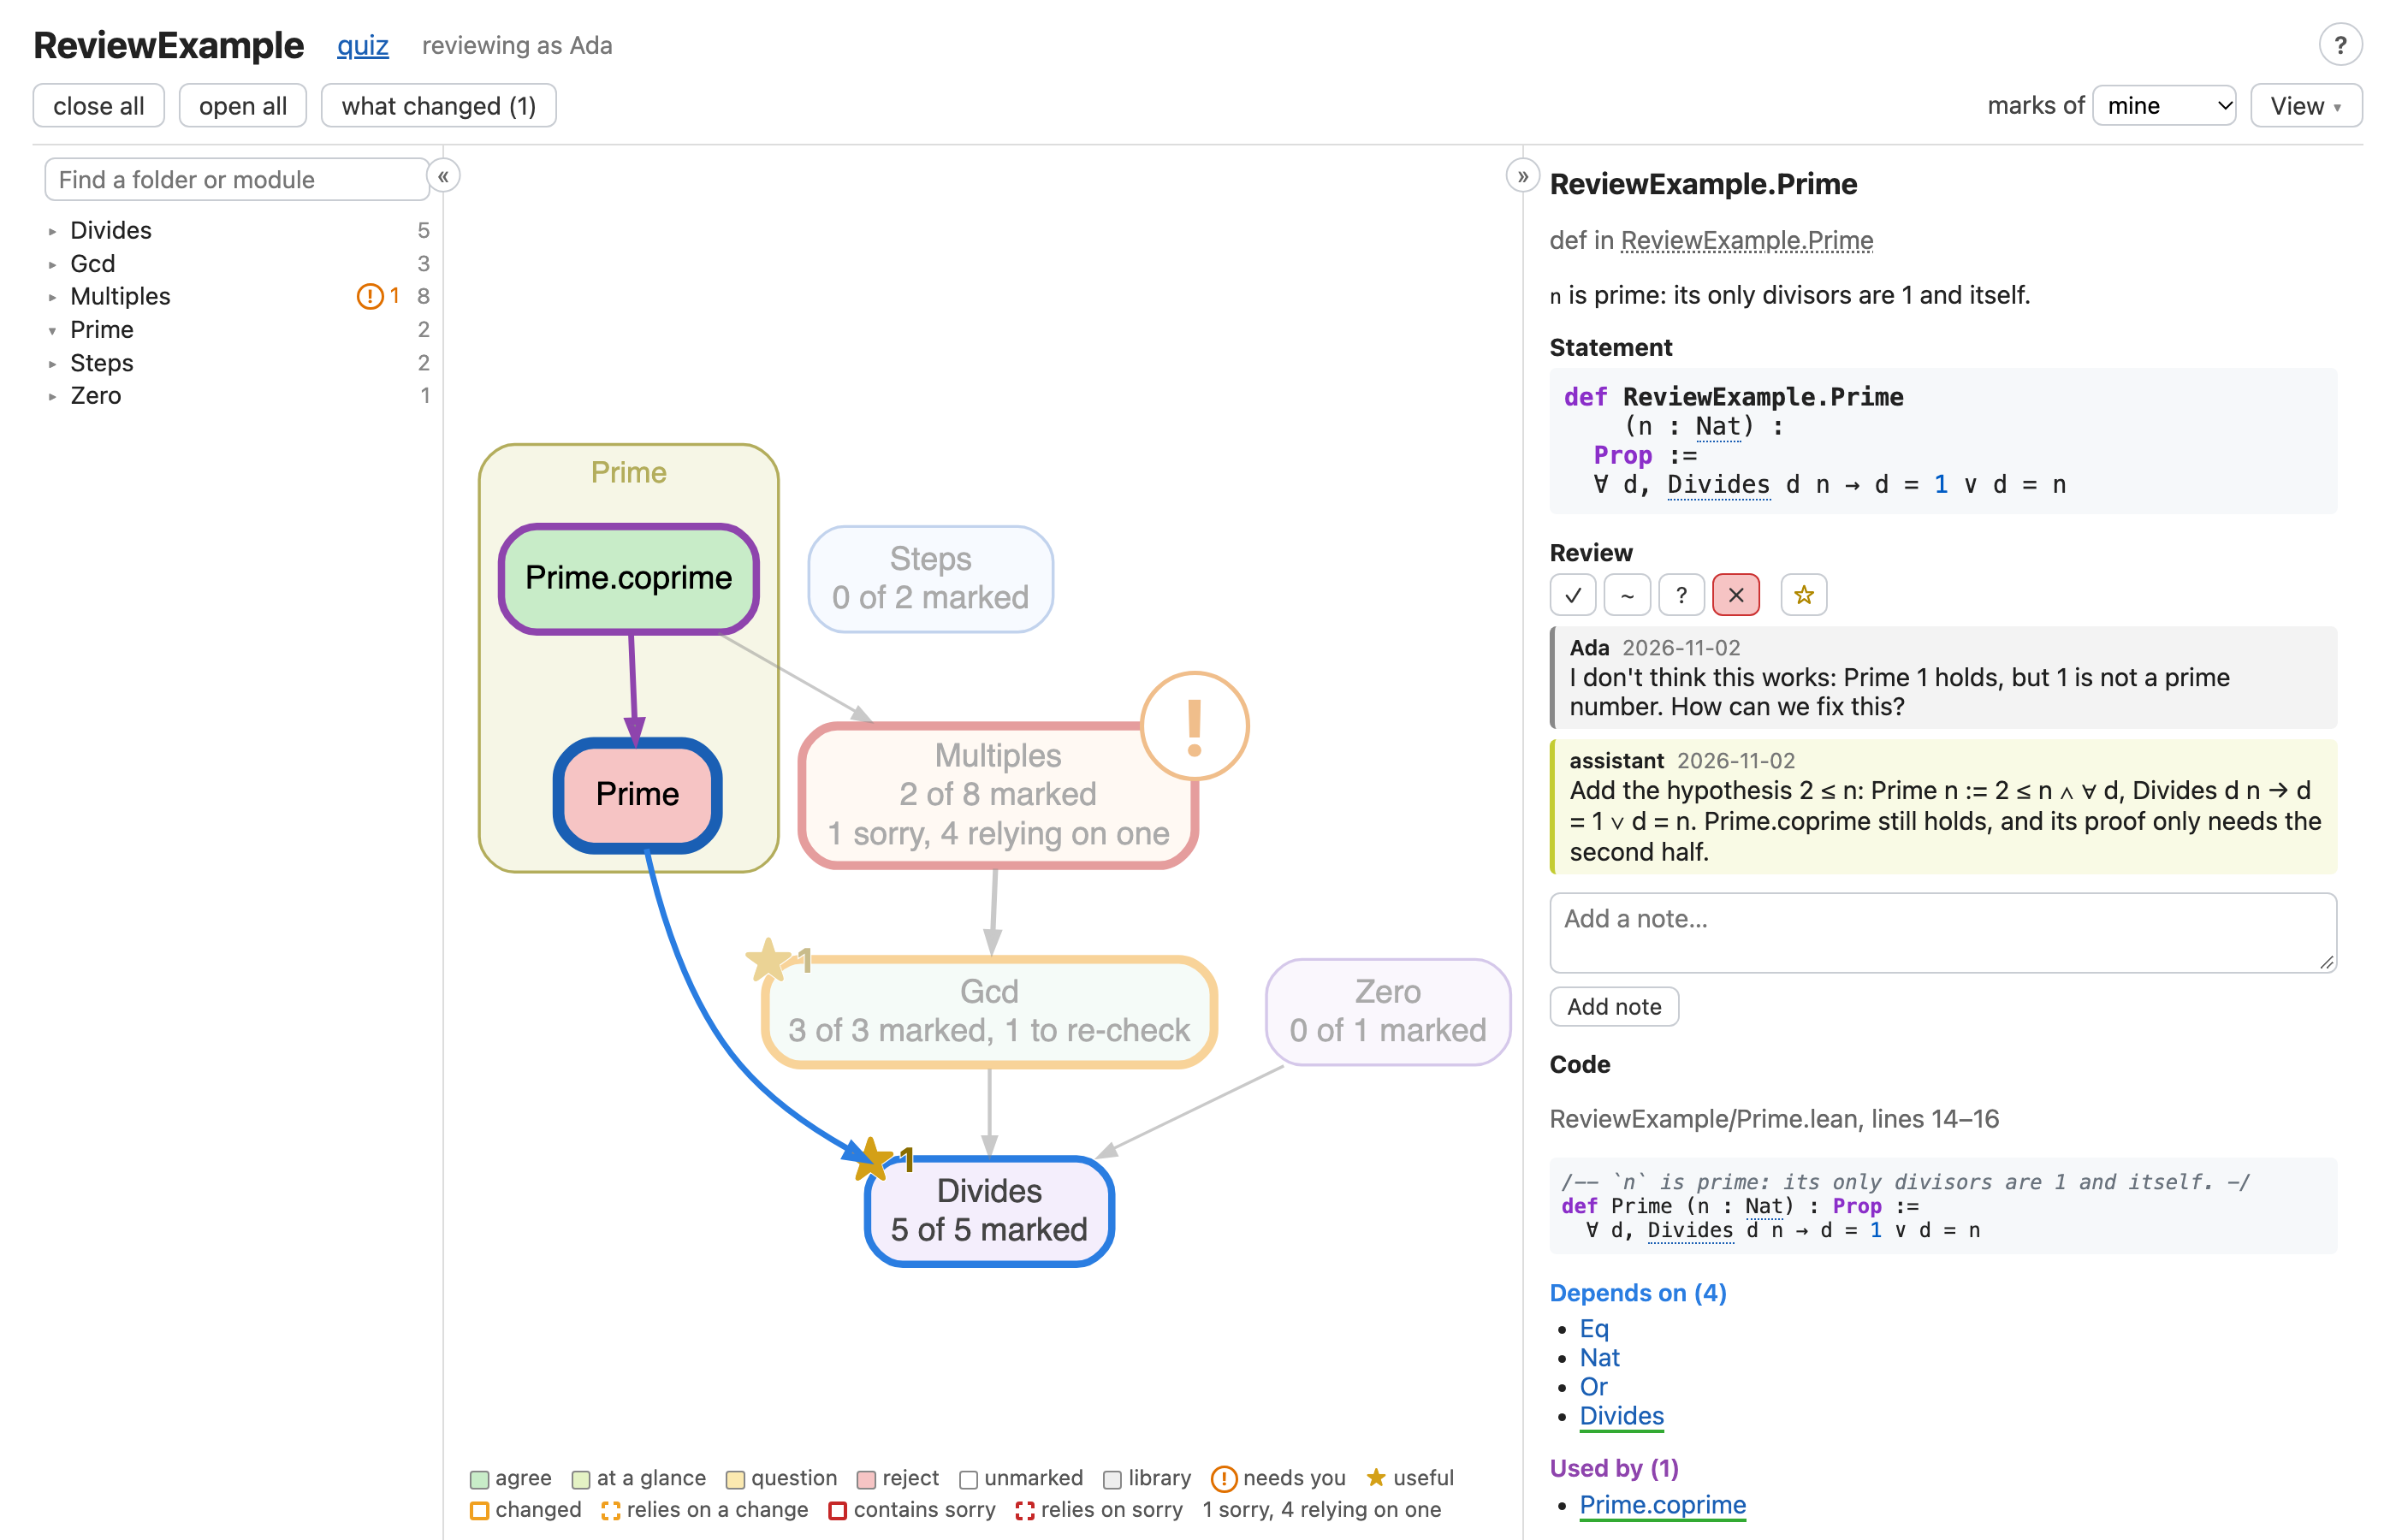 ReviewExample quiz reviewing as Ada ?
close all open all what changed (1) marks of mine View ▾
Find a folder or module «
▸ Divides 5
▸ Gcd 3
▸ Multiples ! 1 8
▾ Prime 2
▸ Steps 2
▸ Zero 1
Prime
Prime.coprime
Steps
0 of 2 marked
!
Prime
Multiples
2 of 8 marked
1 sorry, 4 relying on one
1
Gcd
3 of 3 marked, 1 to re-check
Zero
0 of 1 marked
1
Divides
5 of 5 marked
agree at a glance question reject unmarked library ! needs you ★ useful
changed relies on a change contains sorry relies on sorry 1 sorry, 4 relying on one
»
ReviewExample.Prime
def in ReviewExample.Prime
n is prime: its only divisors are 1 and itself.
Statement
def ReviewExample.Prime
(n : Nat) :
Prop :=
∀ d, Divides d n → d = 1 ∨ d = n
Review
✓ ~ ? ✕ ☆
Ada 2026-11-02
I don't think this works: Prime 1 holds, but 1 is not a prime
number. How can we fix this?
assistant 2026-11-02
Add the hypothesis 2 ≤ n: Prime n := 2 ≤ n ∧ ∀ d, Divides d n → d
= 1 ∨ d = n. Prime.coprime still holds, and its proof only needs the
second half.
Add a note...
Add note
Code
ReviewExample/Prime.lean, lines 14–16
/-- `n` is prime: its only divisors are 1 and itself. -/
def Prime (n : Nat) : Prop :=
∀ d, Divides d n → d = 1 ∨ d = n
Depends on (4)
• Eq
• Nat
• Or
• Divides
Used by (1)
• Prime.coprime